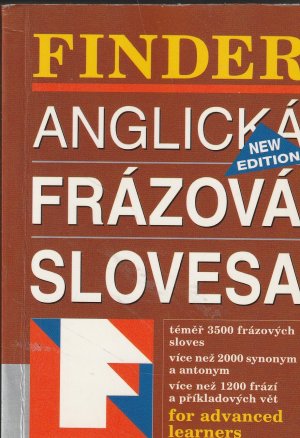 FINDER
ANGLICKÁ
NEW
EDITION
FRÁZOVÁ
SLOVESA
téměř 3500 frázových
sloves
více než 2000 synonym
a antonym
více než 1200 frází
a příkladových vět
for advanced
learners